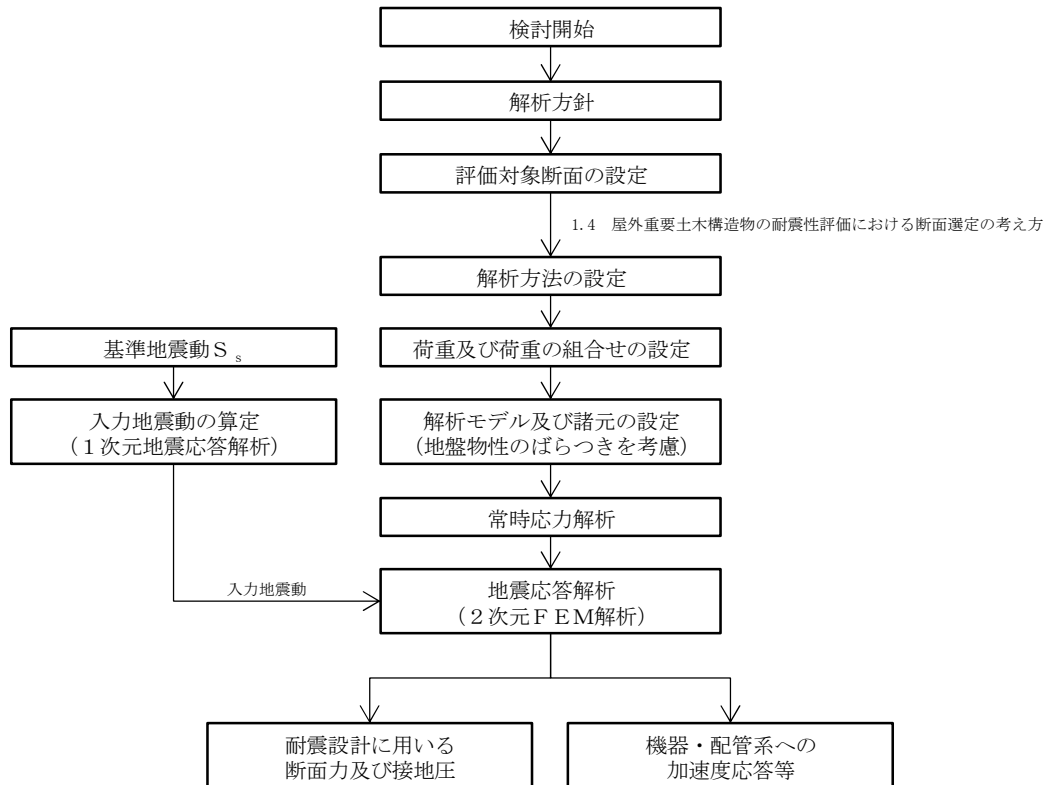 検討開始
解析方針
評価対象断面の設定
1.4　屋外重要土木構造物の耐震性評価における断面選定の考え方
解析方法の設定
基準地震動Ｓs
荷重及び荷重の組合せの設定
入力地震動の算定
（１次元地震応答解析）
解析モデル及び諸元の設定
(地盤物性のばらつきを考慮)
常時応力解析
入力地震動
地震応答解析
（２次元ＦＥＭ解析）
耐震設計に用いる
断面力及び接地圧
機器・配管系への
加速度応答等